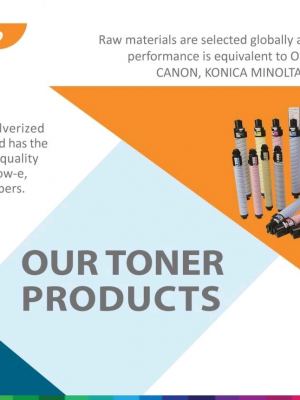 Raw materials are selected globally a
performance is equivalent to O
CANON, KONICA MINOLTA
verized
d has the
quality
ow-e,
pers.
OUR TONER
PRODUCTS